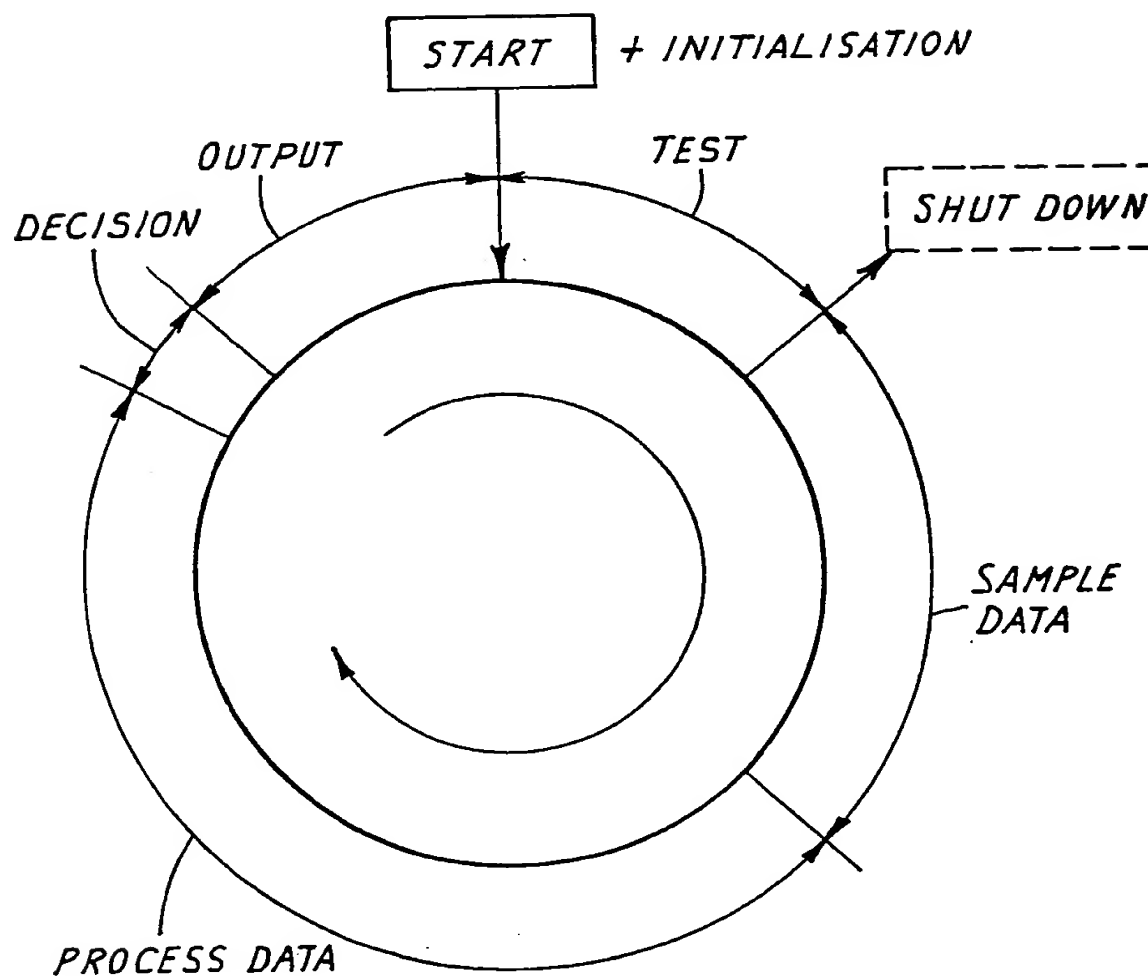 START + INITIALISATION
OUTPUT
TEST
DECISION
SHUT DOWN
SAMPLE
DATA
PROCESS DATA